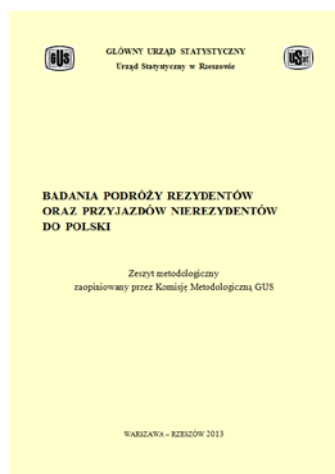 GUS
GŁÓWNY URZĄD STATYSTYCZNY
Urząd Statystyczny w Rzeszowie
BADANIA PODRÓŻY REZYDENTÓW
ORAZ PRZYJAZDÓW NIEREZYDENTÓW
DO POLSKI
Zeszyt metodologiczny
zaopiniowany przez Komisję Metodologiczną GUS
WARSZAWA – RZESZÓW 2013